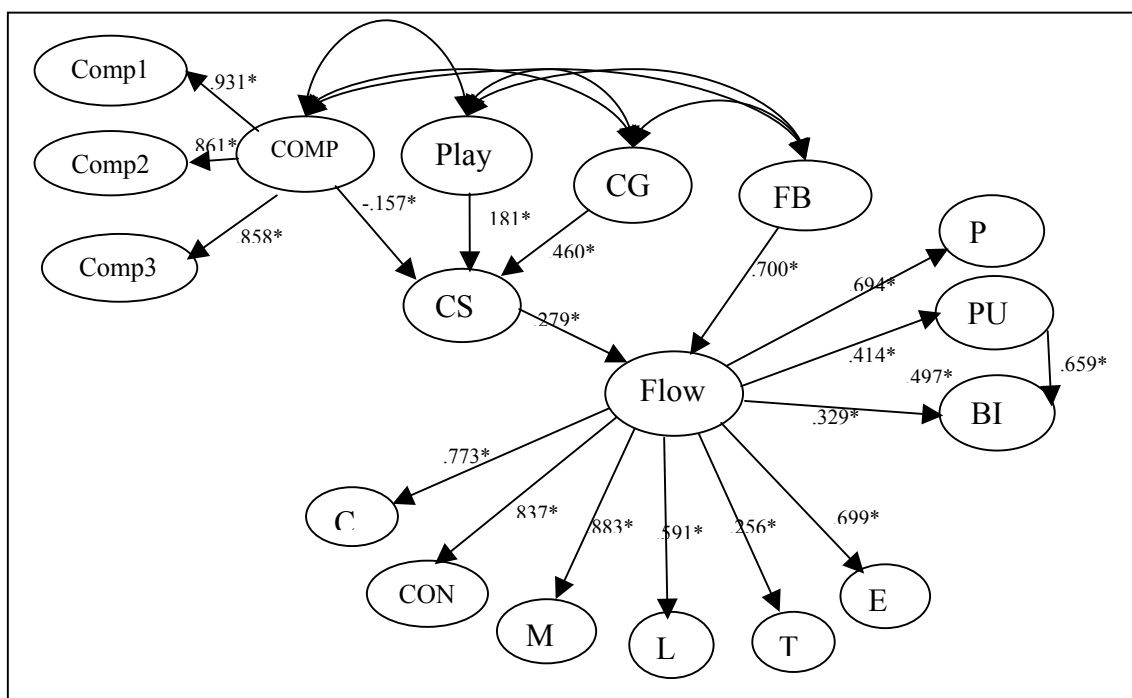 Comp1
.931*
Comp2
.861*
COMP
Play
CG
FB
-.157*
.181*
.460*
.858*
Comp3
.700*
P
.694*
CS
.279*
PU
.414*
.497*
.659*
Flow
.329*
BI
.773*
.837*
.883*
.591*
.256*
.699*
C
CON
M
L
T
E